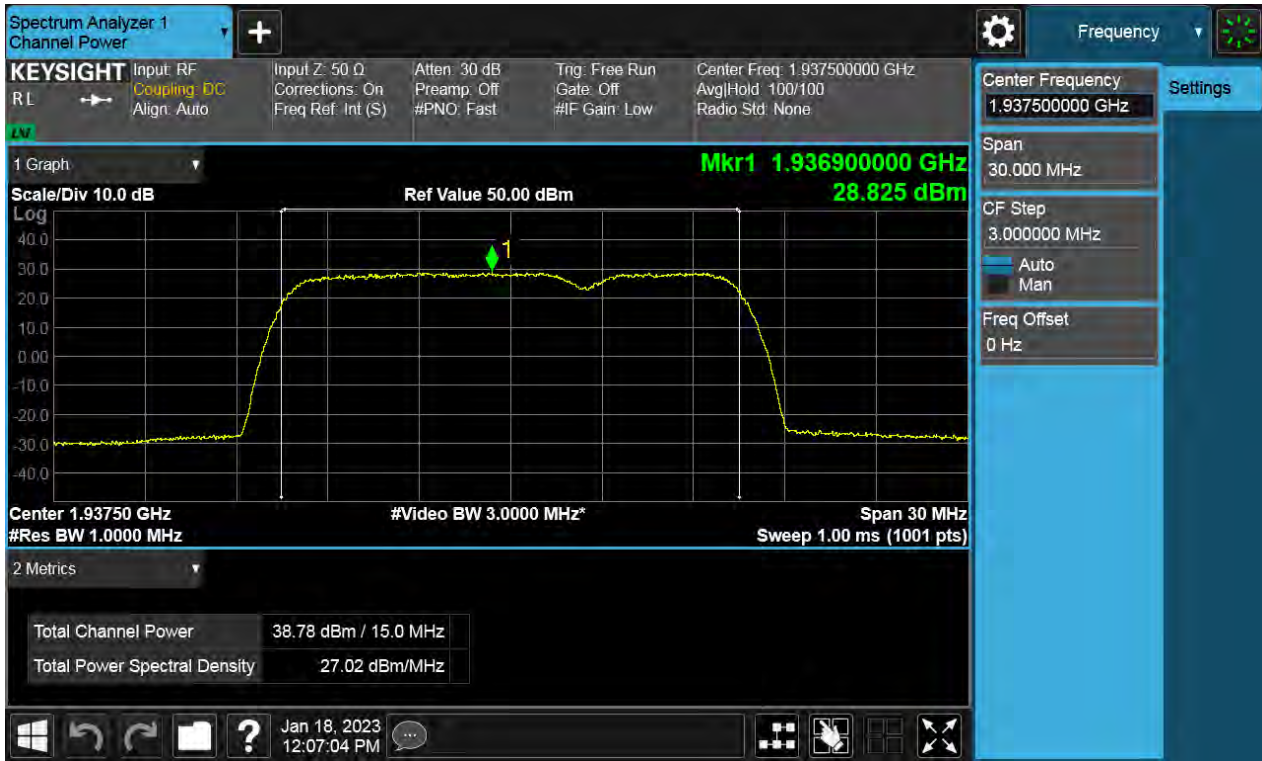 Spectrum Analyzer 1
Channel Power
Frequency
KEYSIGHT
RL
LXI
Input: RF
Coupling: DC
Align: Auto
Input Z: 50 Ω
Corrections: On
Freq Ref: Int (S)
Atten: 30 dB
Preamp: Off
#PNO: Fast
Trig: Free Run
Gate: Off
#IF Gain: Low
Center Freq: 1.937500000 GHz
Avg|Hold: 100/100
Radio Std: None
1 Graph
Mkr1 1.936900000 GHz
28.825 dBm
Scale/Div 10.0 dB
Ref Value 50.00 dBm
Log
40.0
30.0
20.0
10.0
0.00
-10.0
-20.0
-30.0
-40.0
1
Center 1.93750 GHz
#Video BW 3.0000 MHz*
Span 30 MHz
#Res BW 1.0000 MHz
Sweep 1.00 ms (1001 pts)
2 Metrics
Total Channel Power 38.78 dBm / 15.0 MHz
Total Power Spectral Density 27.02 dBm/MHz
?
Jan 18, 2023
12:07:04 PM
Center Frequency
1.937500000 GHz
Settings
Span
30.000 MHz
CF Step
3.000000 MHz
Auto
Man
Freq Offset
0 Hz